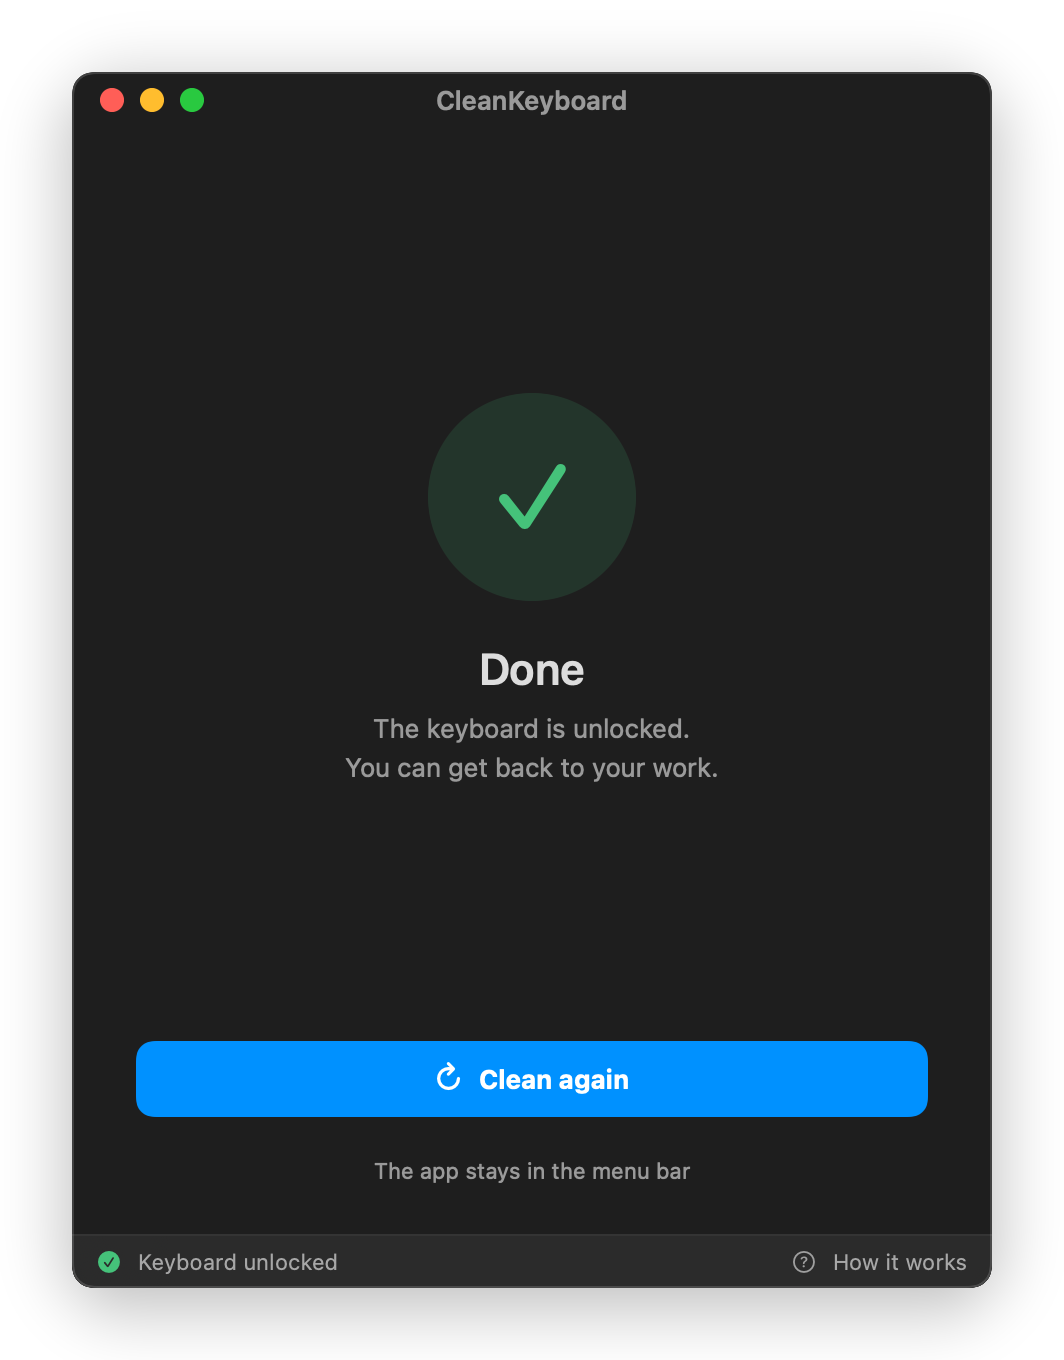 CleanKeyboard
Done
The keyboard is unlocked.
You can get back to your work.
Clean again
The app stays in the menu bar
Keyboard unlocked
? How it works